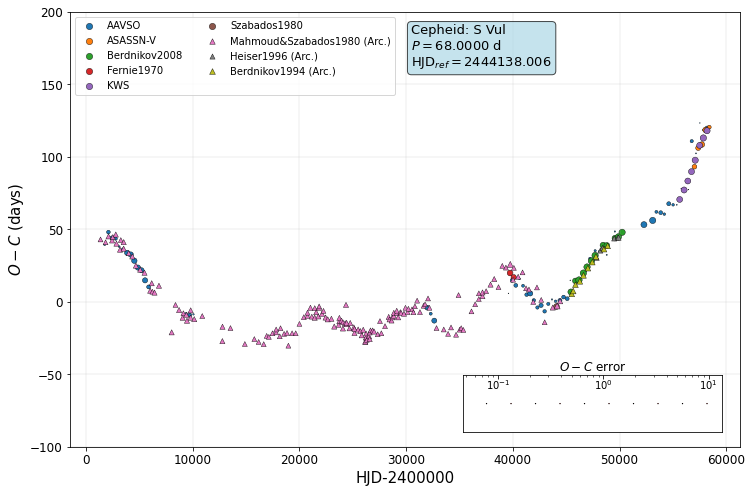 AAVSO
ASASSN-V
Berdnikov2008
Fernie1970
KWS
Szabados1980
Mahmoud&Szabados1980 (Arc.)
Heiser1996 (Arc.)
Berdnikov1994 (Arc.)
Cepheid: S Vul
P = 68.0000 d
HJD_ref = 2444138.006
200
150
100
50
0
−50
−100
O − C (days)
O − C error
10⁻¹ 10⁰ 10¹
0 10000 20000 30000 40000 50000 60000
HJD-2400000